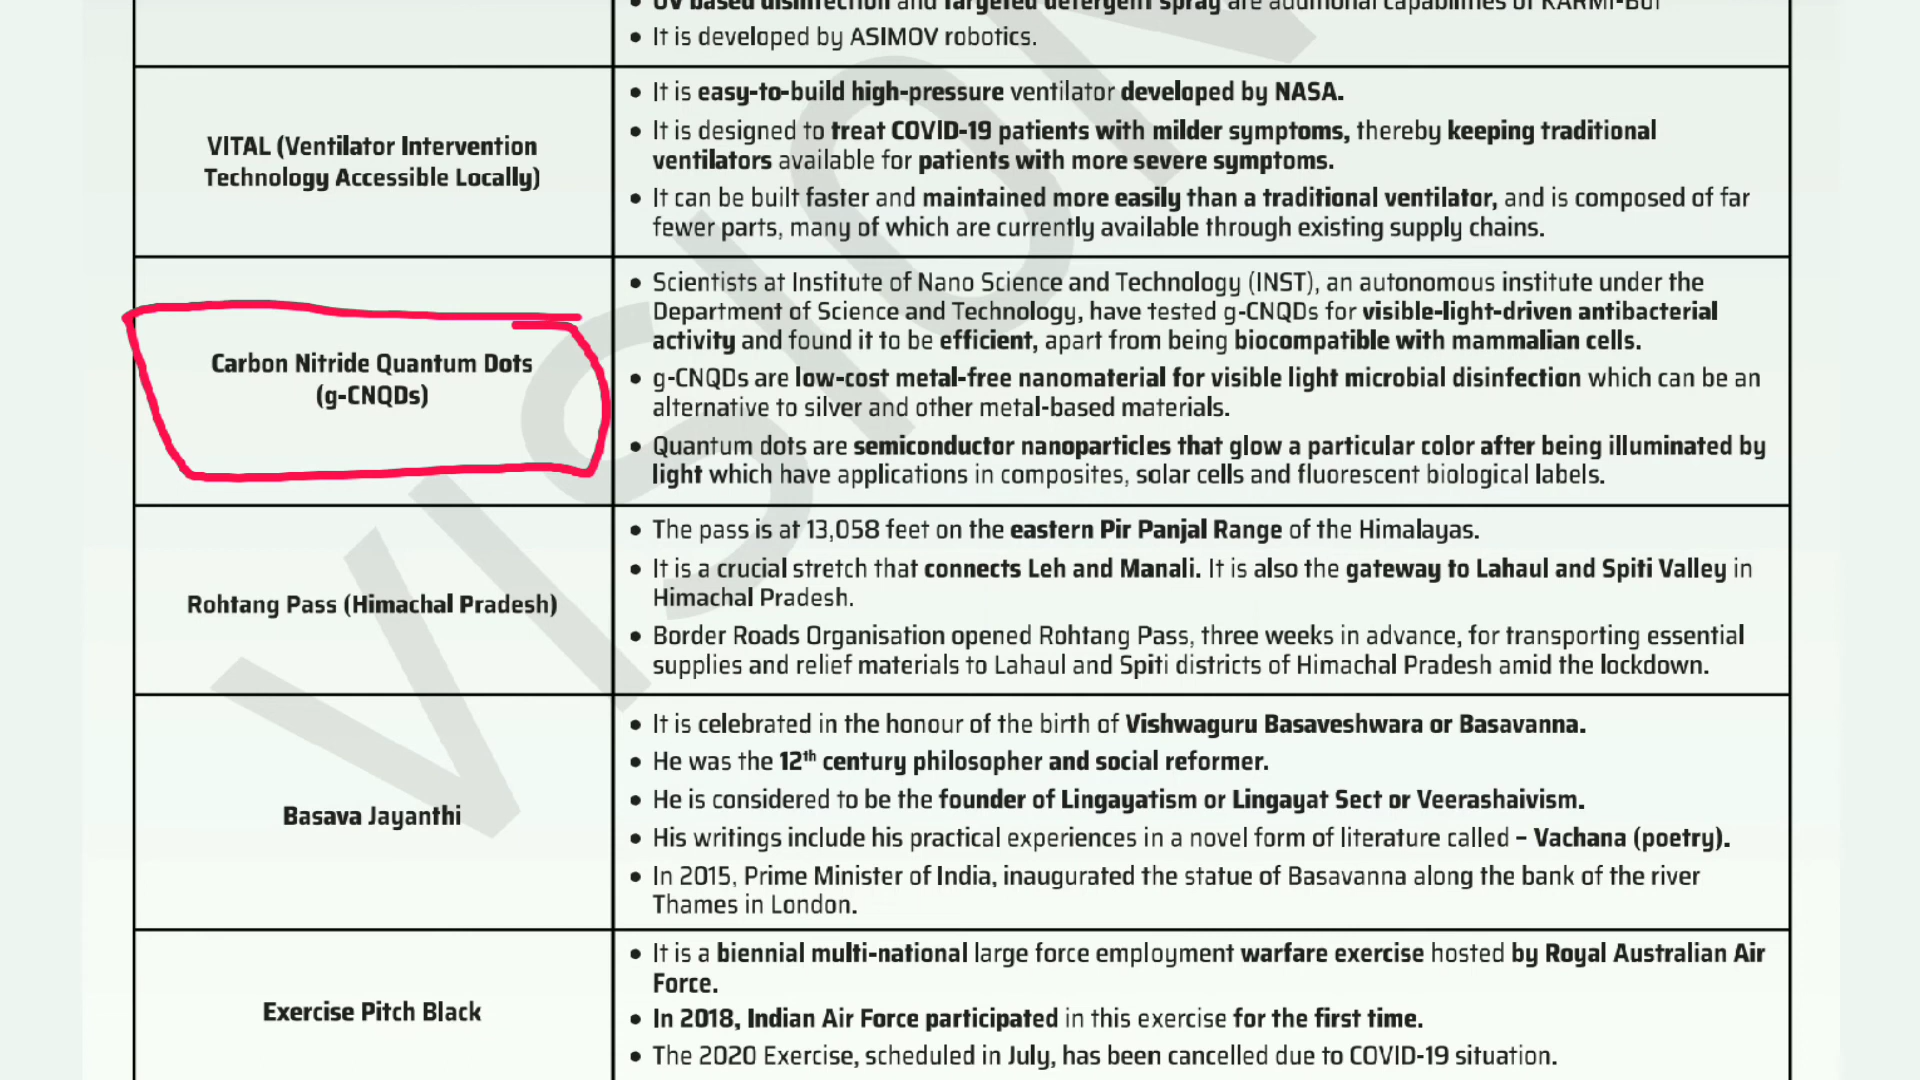 UV based disinfection and targeted detergent spray are additional capabilities of KARMI-Bot
It is developed by ASIMOV robotics.
VITAL (Ventilator Intervention
Technology Accessible Locally)
It is easy-to-build high-pressure ventilator developed by NASA.
It is designed to treat COVID-19 patients with milder symptoms, thereby keeping traditional
ventilators available for patients with more severe symptoms.
It can be built faster and maintained more easily than a traditional ventilator, and is composed of far
fewer parts, many of which are currently available through existing supply chains.
Carbon Nitride Quantum Dots
(g-CNQDs)
Scientists at Institute of Nano Science and Technology (INST), an autonomous institute under the
Department of Science and Technology, have tested g-CNQDs for visible-light-driven antibacterial
activity and found it to be efficient, apart from being biocompatible with mammalian cells.
g-CNQDs are low-cost metal-free nanomaterial for visible light microbial disinfection which can be an
alternative to silver and other metal-based materials.
Quantum dots are semiconductor nanoparticles that glow a particular color after being illuminated by
light which have applications in composites, solar cells and fluorescent biological labels.
Rohtang Pass (Himachal Pradesh)
The pass is at 13,058 feet on the eastern Pir Panjal Range of the Himalayas.
It is a crucial stretch that connects Leh and Manali. It is also the gateway to Lahaul and Spiti Valley in
Himachal Pradesh.
Border Roads Organisation opened Rohtang Pass, three weeks in advance, for transporting essential
supplies and relief materials to Lahaul and Spiti districts of Himachal Pradesh amid the lockdown.
Basava Jayanthi
It is celebrated in the honour of the birth of Vishwaguru Basaveshwara or Basavanna.
He was the 12th century philosopher and social reformer.
He is considered to be the founder of Lingayatism or Lingayat Sect or Veerashaivism.
His writings include his practical experiences in a novel form of literature called – Vachana (poetry).
In 2015, Prime Minister of India, inaugurated the statue of Basavanna along the bank of the river
Thames in London.
Exercise Pitch Black
It is a biennial multi-national large force employment warfare exercise hosted by Royal Australian Air
Force.
In 2018, Indian Air Force participated in this exercise for the first time.
The 2020 Exercise, scheduled in July, has been cancelled due to COVID-19 situation.
VISION